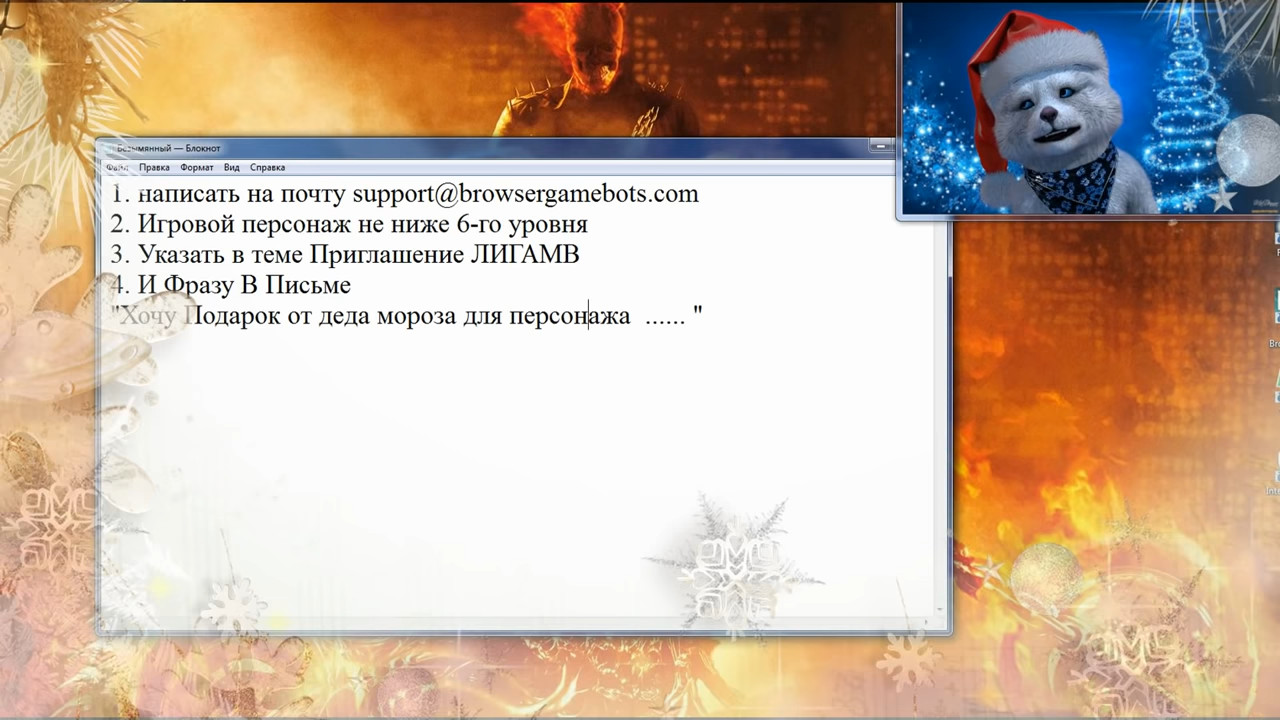 Безымянный — Блокнот
Файл Правка Формат Вид Справка
1. написать на почту support@browsergamebots.com
2. Игровой персонаж не ниже 6-го уровня
3. Указать в теме Приглашение ЛИГАМВ
4. И Фразу В Письме
"Хочу Подарок от деда мороза для персонажа ...... "